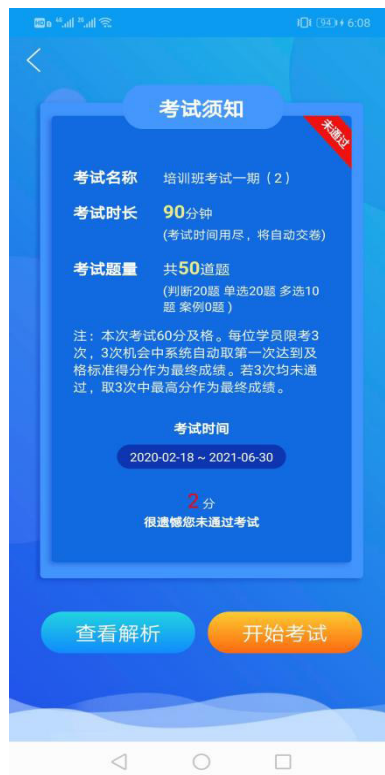 HD B 4G 2G 94 6:08
考试须知
未通过
考试名称 培训班考试一期（2）
考试时长 90分钟
(考试时间用尽，将自动交卷)
考试题量 共50道题
(判断20题 单选20题 多选10
题 案例0题 )
注：本次考试60分及格。每位学员限考3
次，3次机会中系统自动取第一次达到及
格标准得分作为最终成绩。若3次均未通
过，取3次中最高分作为最终成绩。
考试时间
2020-02-18 ~ 2021-06-30
2 分
很遗憾您未通过考试
查看解析 开始考试